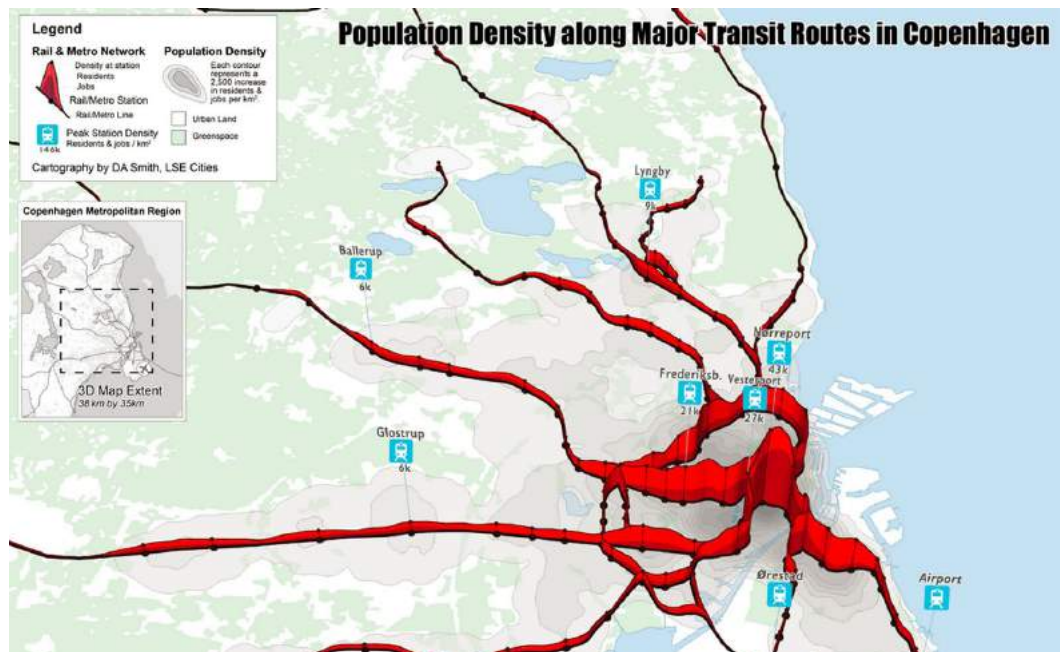 Population Density along Major Transit Routes in Copenhagen
Legend
Rail & Metro Network
Density at station
Residents
Jobs
Rail/Metro Station
Rail/Metro Line
146k
Peak Station Density
Residents & jobs / km²
Population Density
Each contour
represents a
2,500 increase
in residents &
jobs per km².
Urban Land
Greenspace
Cartography by DA Smith, LSE Cities
Copenhagen Metropolitan Region
3D Map Extent
38 km by 35km
Lyngby
9k
Ballerup
6k
Nørreport
43k
Frederiksb.
21k
Vesterport
27k
Glostrup
6k
Ørestad
Airport